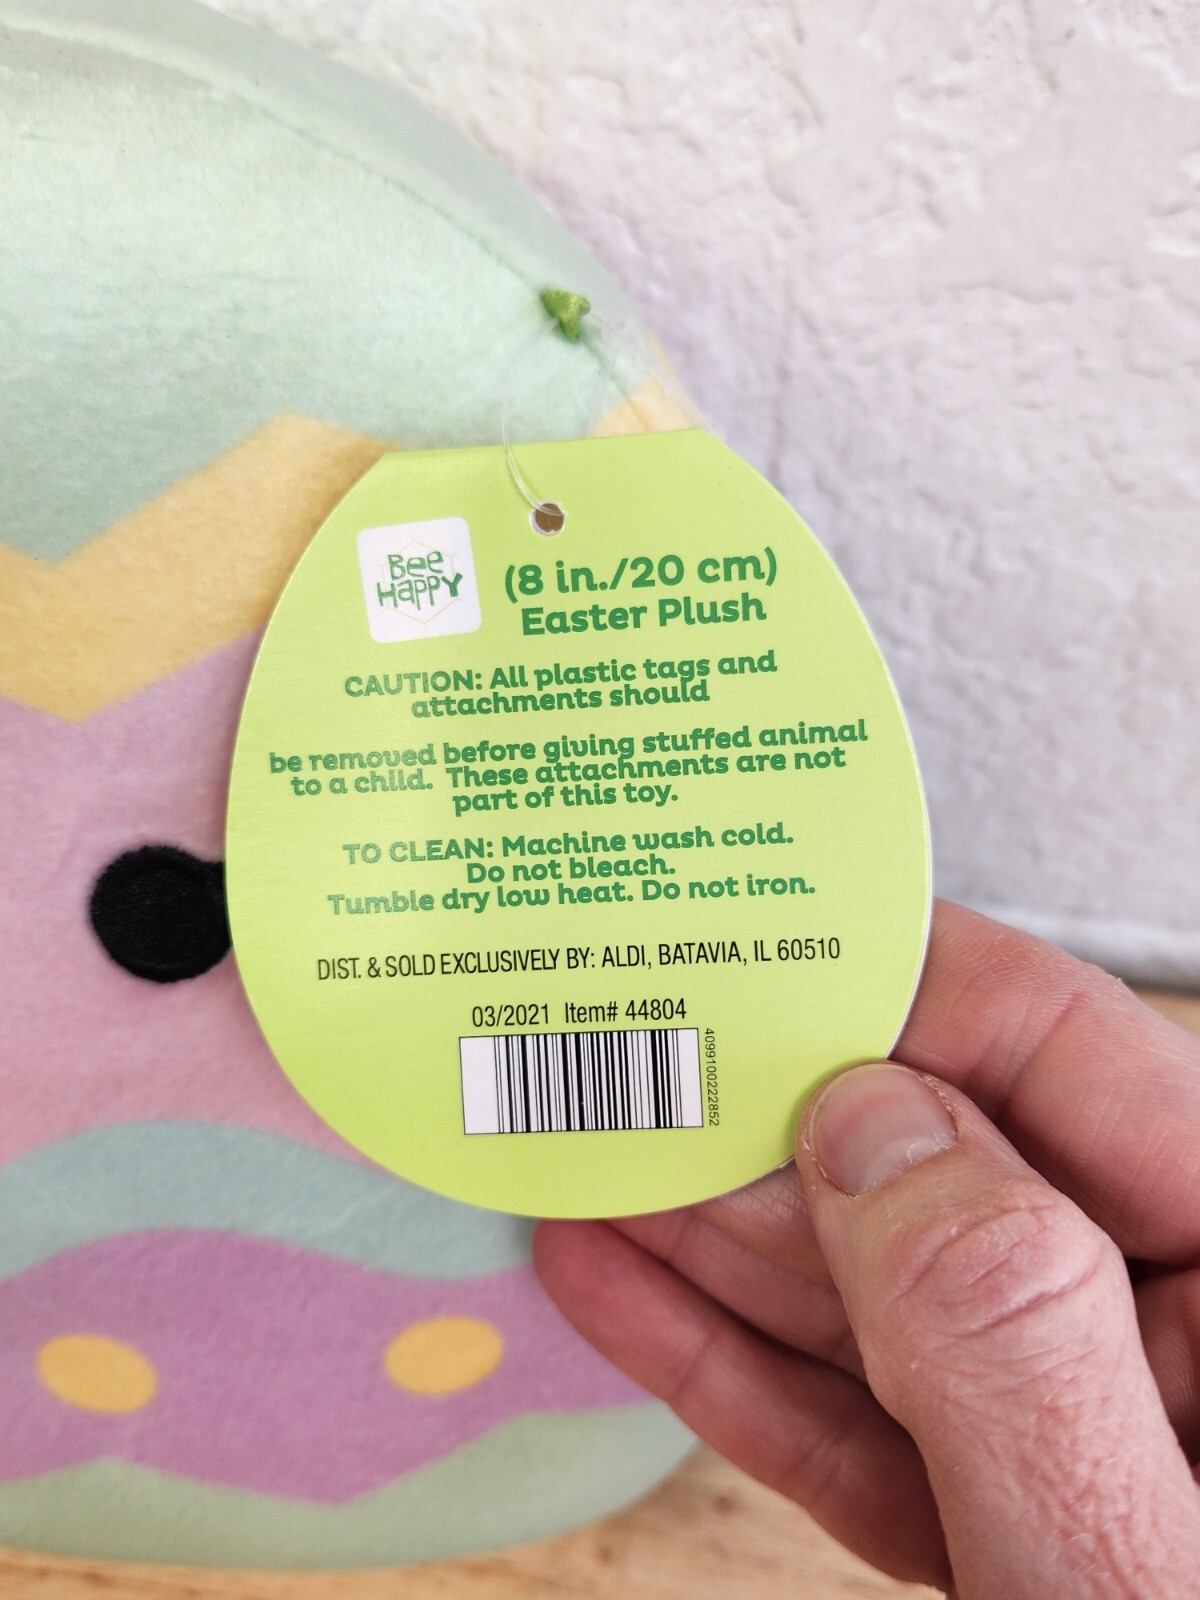 Bee
Happy
(8 in./20 cm)
Easter Plush
CAUTION: All plastic tags and
attachments should
be removed before giving stuffed animal
to a child. These attachments are not
part of this toy.
TO CLEAN: Machine wash cold.
Do not bleach.
Tumble dry low heat. Do not iron.
DIST. & SOLD EXCLUSIVELY BY: ALDI, BATAVIA, IL 60510
03/2021 Item# 44804
4099100222852